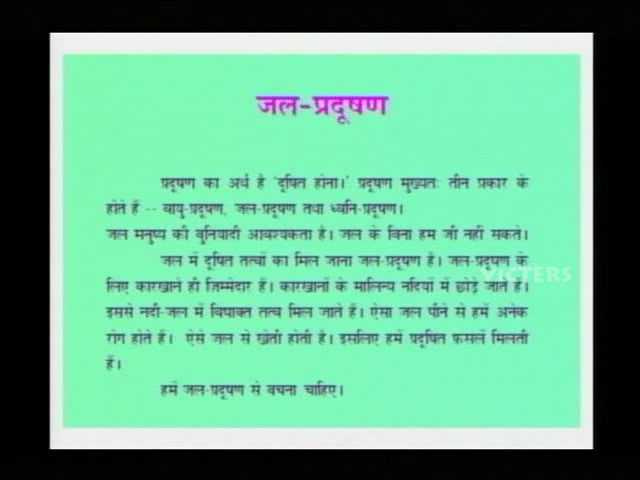 जल-प्रदूषण
प्रदूषण का अर्थ है 'दूषित होना।' प्रदूषण मुख्यतः तीन प्रकार के
होते हैं -- वायु-प्रदूषण, जल-प्रदूषण तथा ध्वनि-प्रदूषण।
जल मनुष्य की बुनियादी आवश्यकता है। जल के बिना हम जी नहीं सकते।
जल में दूषित तत्वों का मिल जाना जल-प्रदूषण है। जल-प्रदूषण के
लिए कारखाने ही ज़िम्मेदार हैं। कारखानों के मालिन्य नदियों में छोड़े जाते हैं।
इससे नदी-जल में विषाक्त तत्व मिल जाते हैं। ऐसा जल पीने से हमें अनेक
रोग होते हैं। ऐसे जल से खेती होती है। इसलिए हमें प्रदूषित फ़सलें मिलती
हैं।
हमें जल-प्रदूषण से बचना चाहिए।
VICTERS